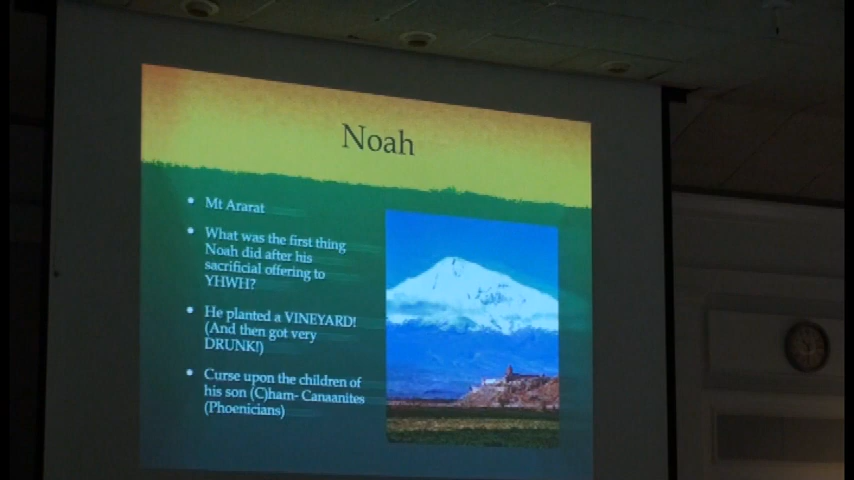 Noah
• Mt Ararat
• What was the first thing
Noah did after his
sacrificial offering to
YHWH?
• He planted a VINEYARD!
(And then got very
DRUNK!)
• Curse upon the children of
his son (C)ham- Canaanites
(Phoenicians)